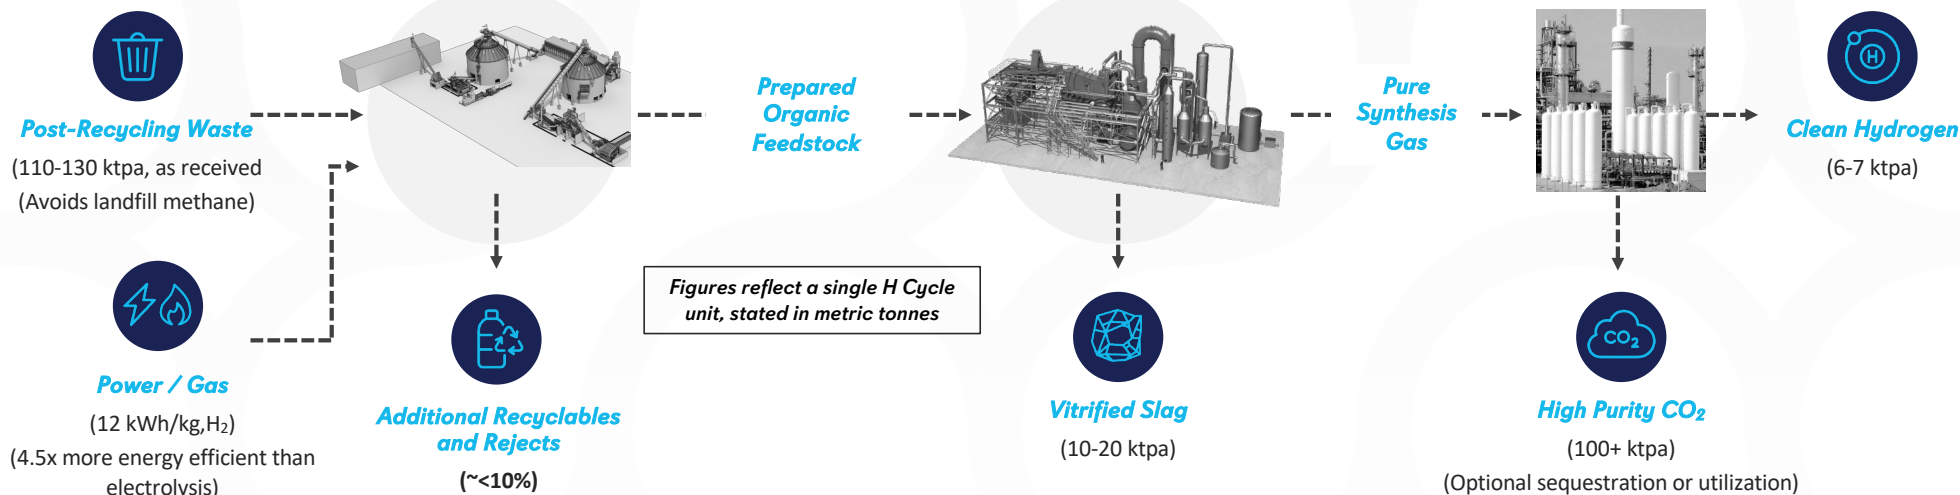 Post-Recycling Waste
(110-130 ktpa, as received
(Avoids landfill methane)
Power / Gas
(12 kWh/kg,H₂)
(4.5x more energy efficient than
electrolysis)
Additional Recyclables
and Rejects
(~<10%)
Prepared
Organic
Feedstock
Figures reflect a single H Cycle
unit, stated in metric tonnes
Vitrified Slag
(10-20 ktpa)
Pure
Synthesis
Gas
CO₂
High Purity CO₂
(100+ ktpa)
(Optional sequestration or utilization)
H
Clean Hydrogen
(6-7 ktpa)